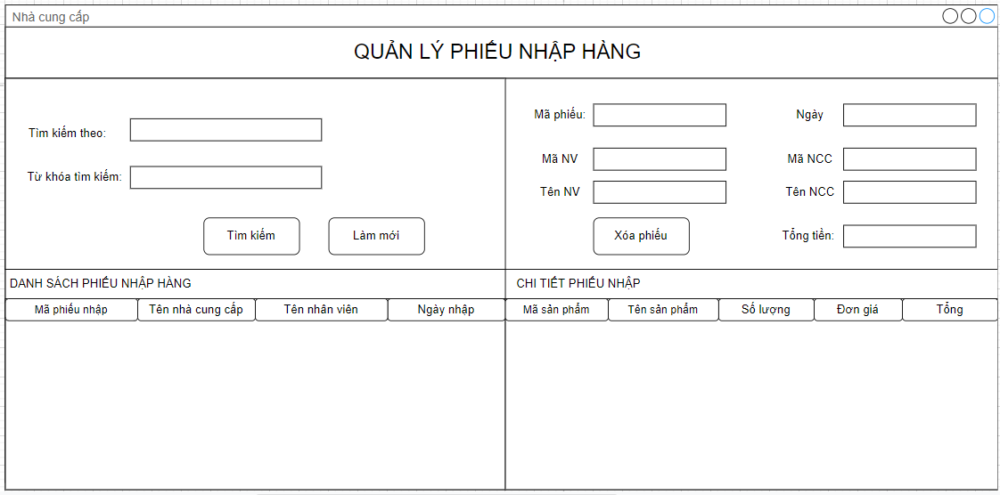 Nhà cung cấp
QUẢN LÝ PHIẾU NHẬP HÀNG
Tìm kiếm theo:
Từ khóa tìm kiếm:
Tìm kiếm
Làm mới
Mã phiếu:
Ngày
Mã NV
Mã NCC
Tên NV
Tên NCC
Xóa phiếu
Tổng tiền:
DANH SÁCH PHIẾU NHẬP HÀNG
Mã phiếu nhập
Tên nhà cung cấp
Tên nhân viên
Ngày nhập
CHI TIẾT PHIẾU NHẬP
Mã sản phẩm
Tên sản phẩm
Số lượng
Đơn giá
Tổng